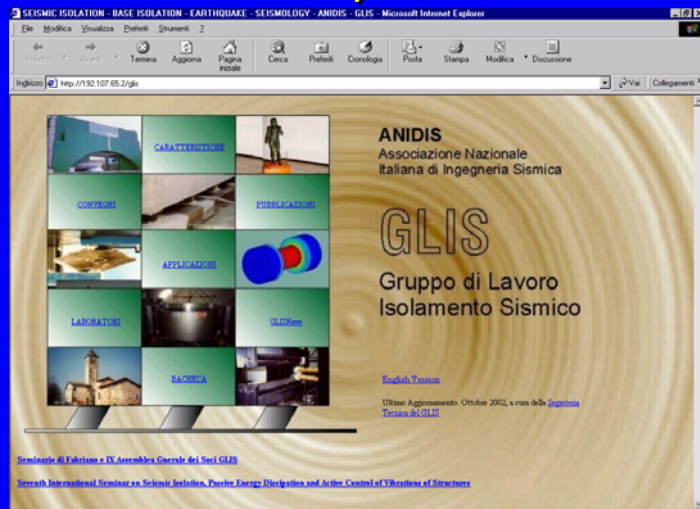 SEISMIC ISOLATION - BASE ISOLATION - EARTHQUAKE - SEISMOLOGY - ANIDIS - GLIS - Microsoft Internet Explorer
File Modifica Visualizza Preferiti Strumenti ?
Indietro Avanti Termina Aggiorna Pagina iniziale Cerca Preferiti Cronologia Posta Stampa Modifica Discussione
Indirizzo http://192.107.65.2/glis Vai Collegamenti
CARATTERISTICHE
CONVEGNI PUBBLICAZIONI
APPLICAZIONI
LABORATORI GLISNews
BACHECA
ANIDIS
Associazione Nazionale
Italiana di Ingegneria Sismica
GLIS
Gruppo di Lavoro
Isolamento Sismico
English Version
Ultimo Aggiornamento: Ottobre 2002, a cura della Segreteria
Tecnica del GLIS
Seminario di Fabriano e IX Assemblea Gnerale dei Soci GLIS
Seventh International Seminar on Seismic Isolation, Passive Energy Dissipation and Active Control of Vibrations of Structures